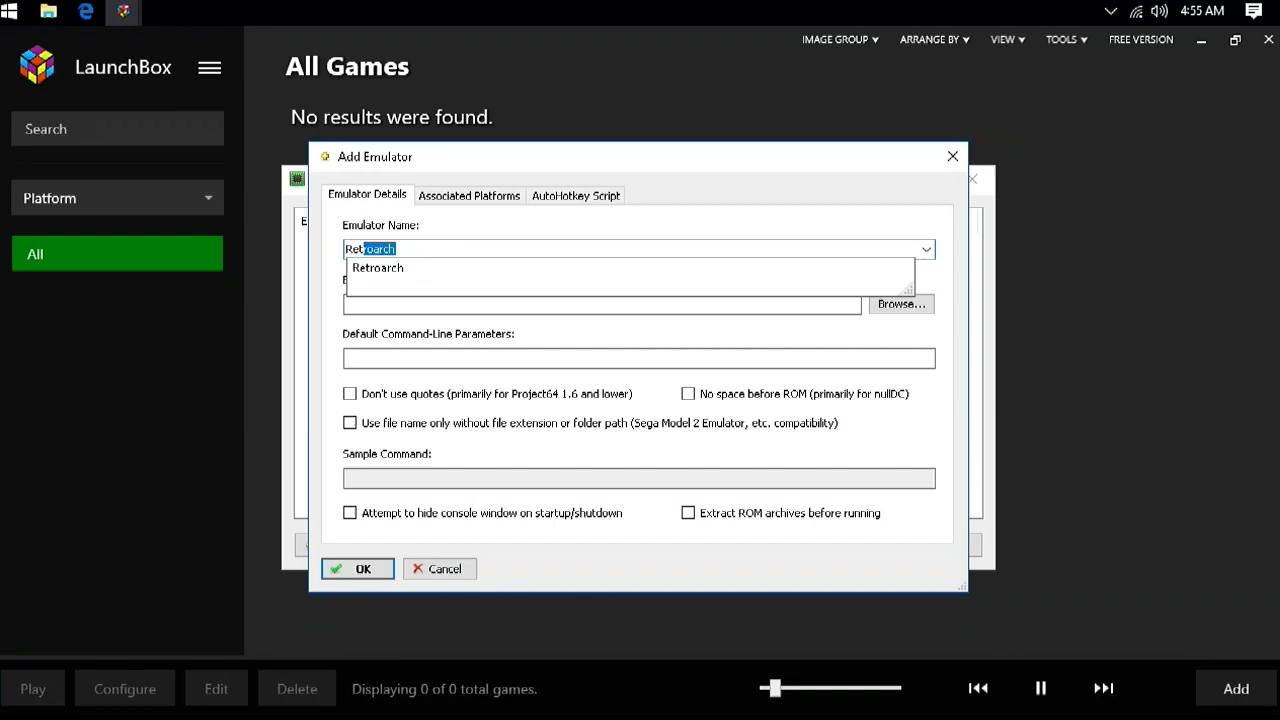 4:55 AM
LaunchBox
IMAGE GROUP
ARRANGE BY
VIEW
TOOLS
FREE VERSION
All Games
Search
No results were found.
Platform
All
Add Emulator
Emulator Details
Associated Platforms
AutoHotkey Script
Emulator Name:
Retroarch
Retroarch
Browse...
Default Command-Line Parameters:
Don't use quotes (primarily for Project64 1.6 and lower)
No space before ROM (primarily for nullDC)
Use file name only without file extension or folder path (Sega Model 2 Emulator, etc. compatibility)
Sample Command:
Attempt to hide console window on startup/shutdown
Extract ROM archives before running
OK
Cancel
Play
Configure
Edit
Delete
Displaying 0 of 0 total games.
Add